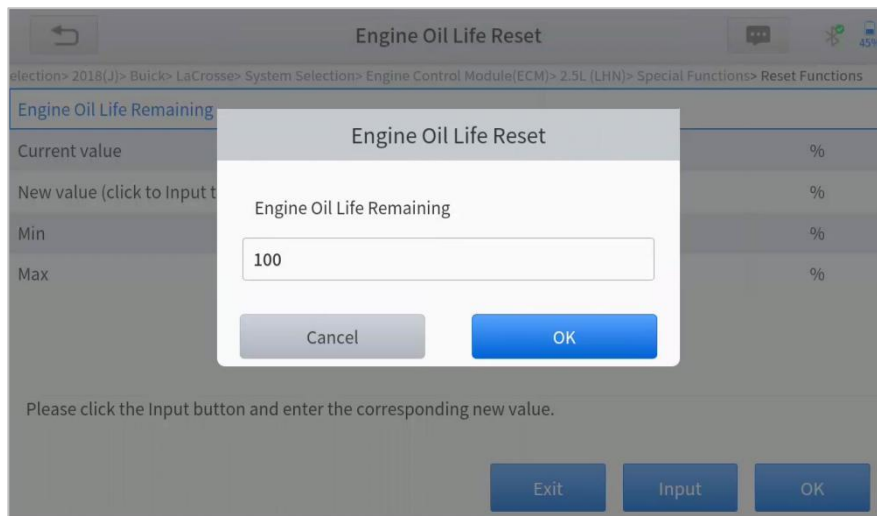 Engine Oil Life Reset
45%
election> 2018(J)> Buick> LaCrosse> System Selection> Engine Control Module(ECM)> 2.5L (LHN)> Special Functions> Reset Functions
Engine Oil Life Remaining
Current value %
New value (click to Input t %
Min %
Max %
Engine Oil Life Reset
Engine Oil Life Remaining
100
Cancel OK
Please click the Input button and enter the corresponding new value.
Exit Input OK